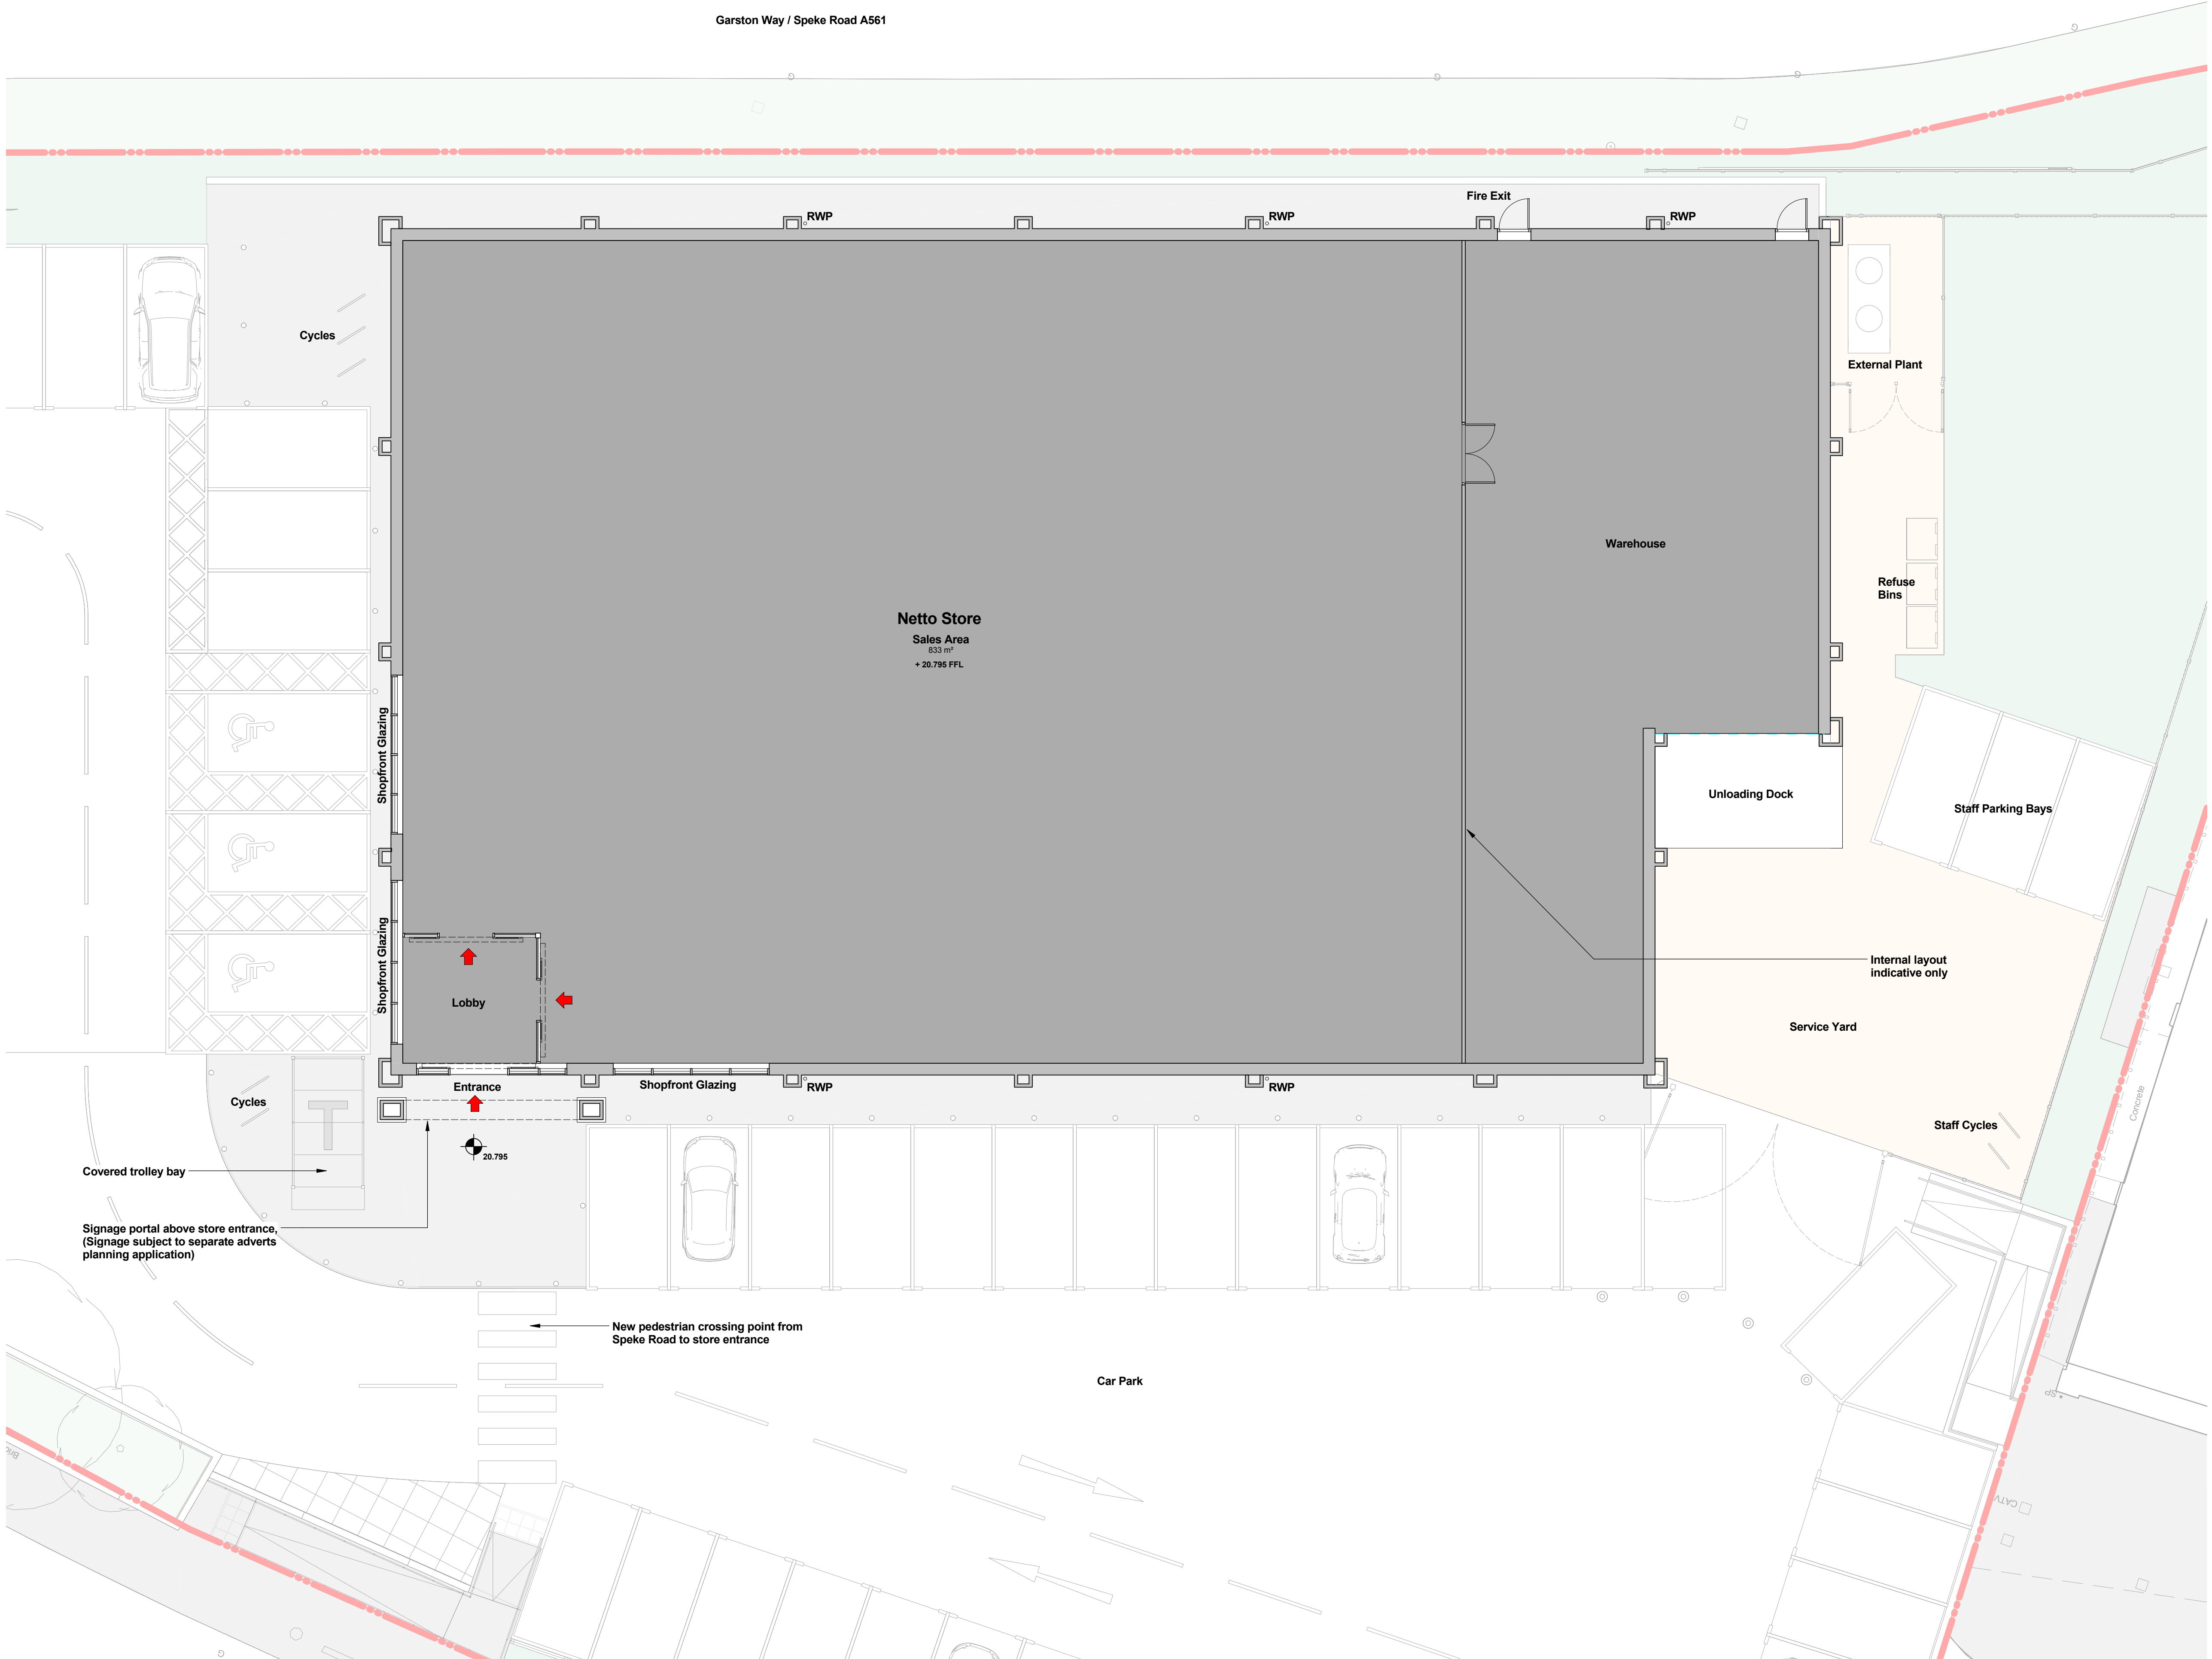 Garston Way / Speke Road A561
G
G
G
G
Fire Exit
RWP
RWP
RWP
Cycles
External Plant
Warehouse
Refuse
Bins
Netto Store
Sales Area
833 m²
+ 20.795 FFL
Shopfront Glazing
Unloading Dock
Staff Parking Bays
Shopfront Glazing
Internal layout
indicative only
Lobby
Service Yard
Entrance
Shopfront Glazing
RWP
RWP
Cycles
T
Concrete
Staff Cycles
20.795
Covered trolley bay
Signage portal above store entrance,
(Signage subject to separate adverts
planning application)
New pedestrian crossing point from
Speke Road to store entrance
Car Park
SP
CATV
G